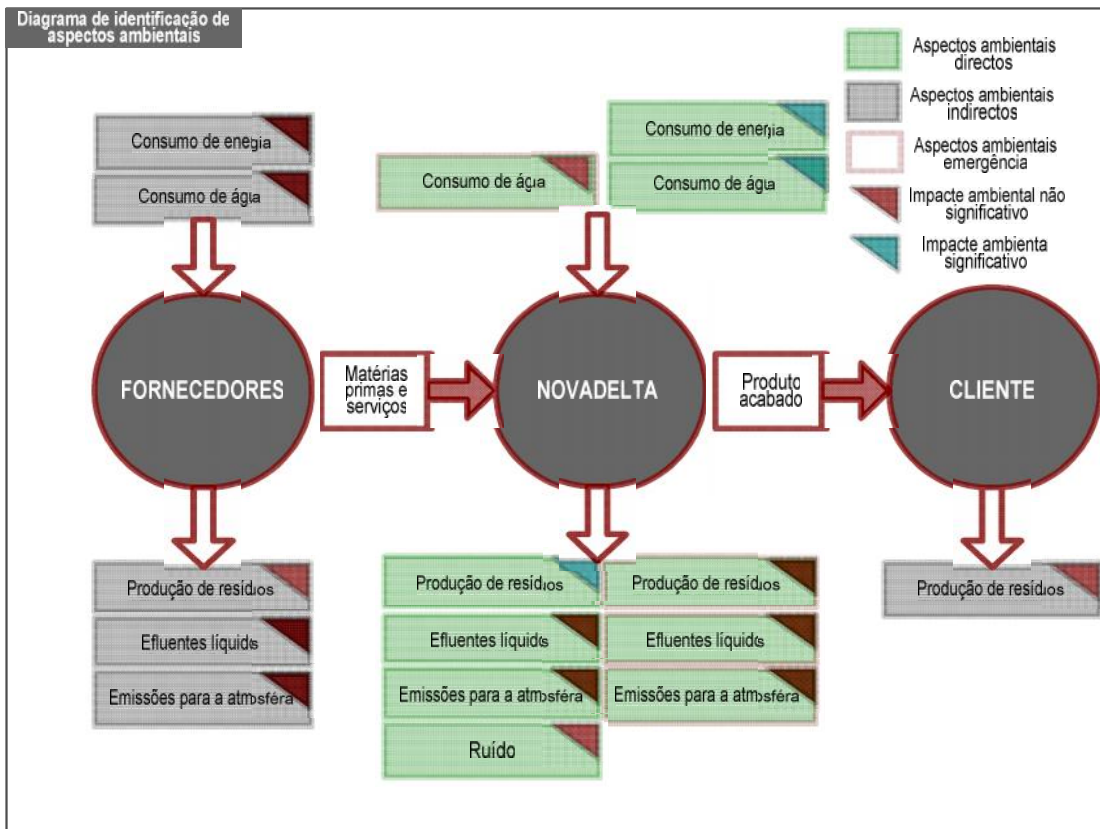 Diagrama de identificação de
aspectos ambientais
Aspectos ambientais
directos
Aspectos ambientais
indirectos
Aspectos ambientais
emergência
Impacte ambiental não
significativo
Impacte ambienta
significativo
Consumo de energia
Consumo de água
Consumo de água
Consumo de energia
Consumo de água
FORNECEDORES
Matérias
primas e
serviços
NOVADELTA
Produto
acabado
CLIENTE
Produção de resíduos
Efluentes líquidos
Emissões para a atmosféra
Produção de resíduos
Efluentes líquidos
Emissões para a atmosféra
Ruído
Produção de resíduos
Efluentes líquidos
Emissões para a atmosféra
Produção de resíduos